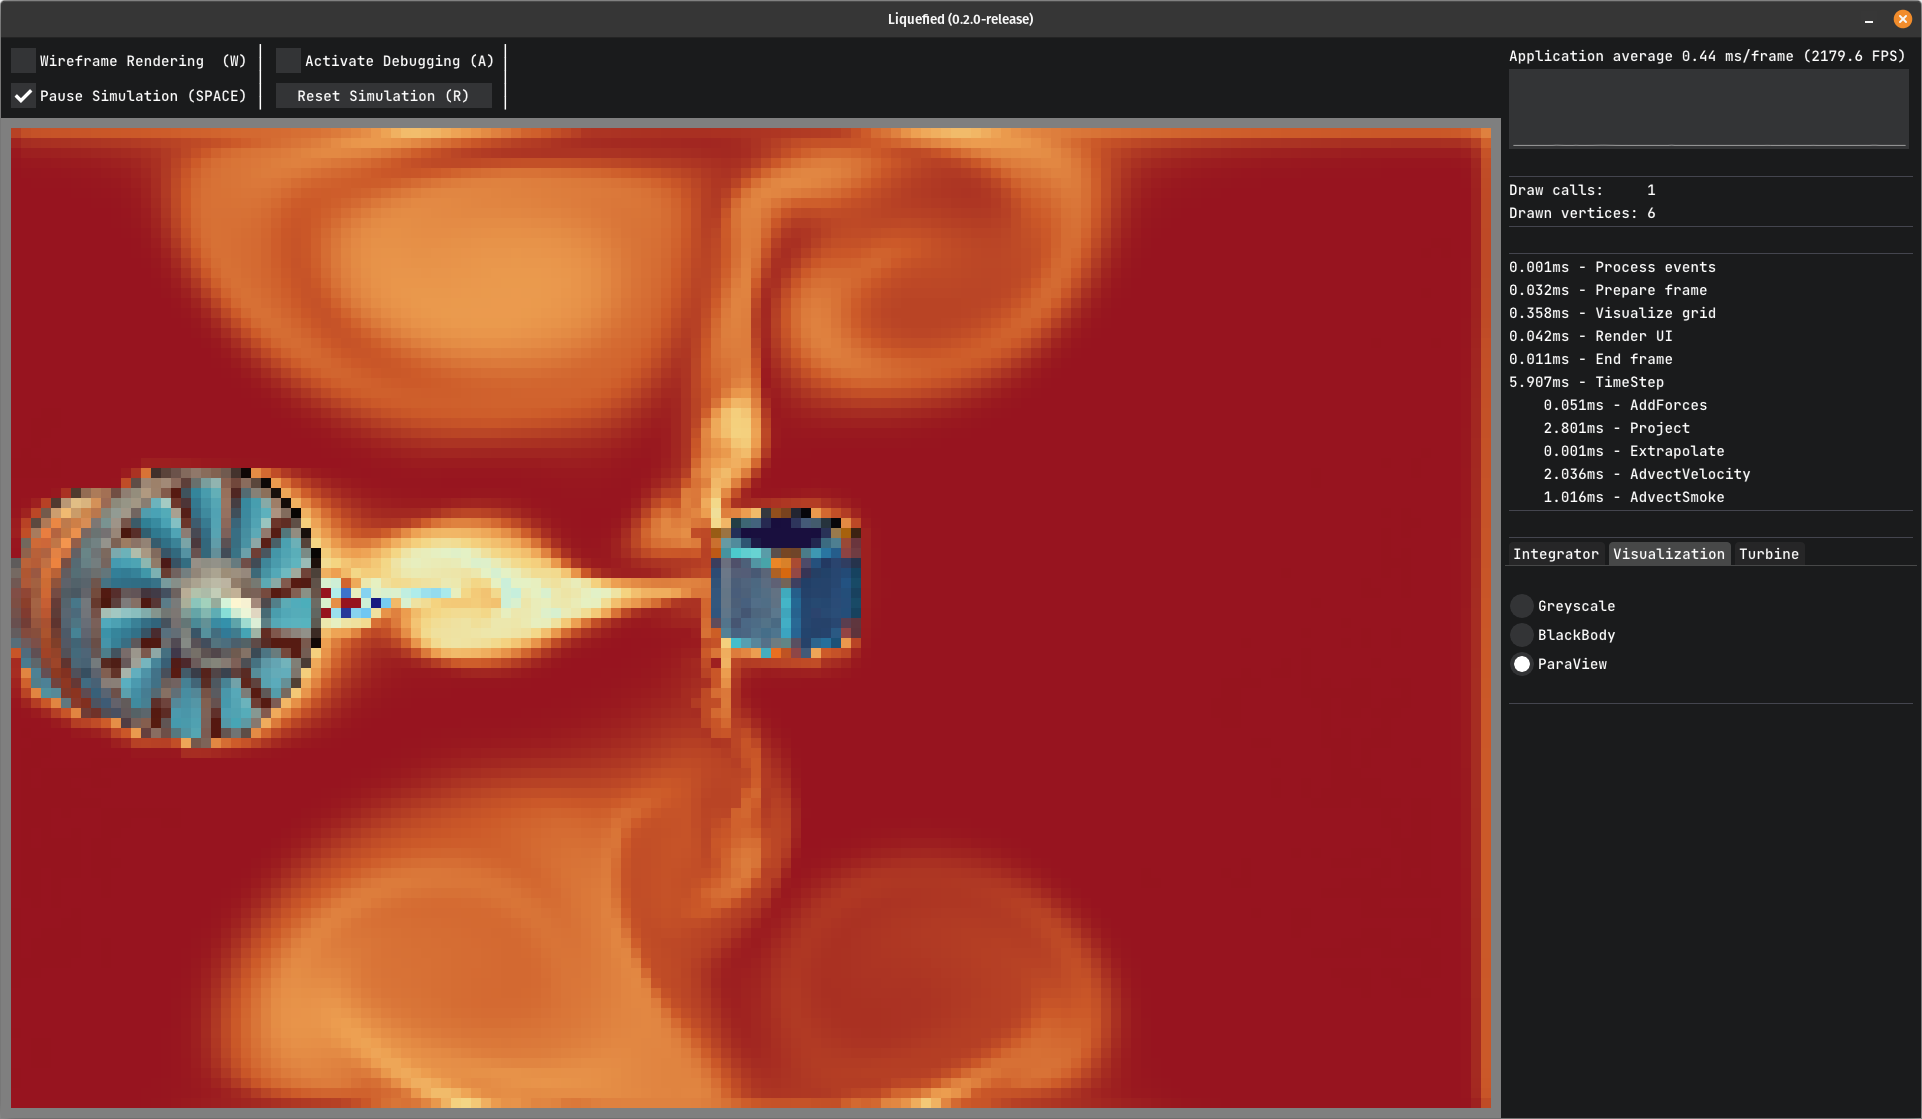 Liquefied (0.2.0-release)
Wireframe Rendering  (W)
Activate Debugging (A)
Pause Simulation (SPACE)
Reset Simulation (R)
Application average 0.44 ms/frame (2179.6 FPS)
Draw calls:     1
Drawn vertices: 6
0.001ms - Process events
0.032ms - Prepare frame
0.358ms - Visualize grid
0.042ms - Render UI
0.011ms - End frame
5.907ms - TimeStep
0.051ms - AddForces
2.801ms - Project
0.001ms - Extrapolate
2.036ms - AdvectVelocity
1.016ms - AdvectSmoke
Integrator Visualization Turbine
Greyscale
BlackBody
ParaView